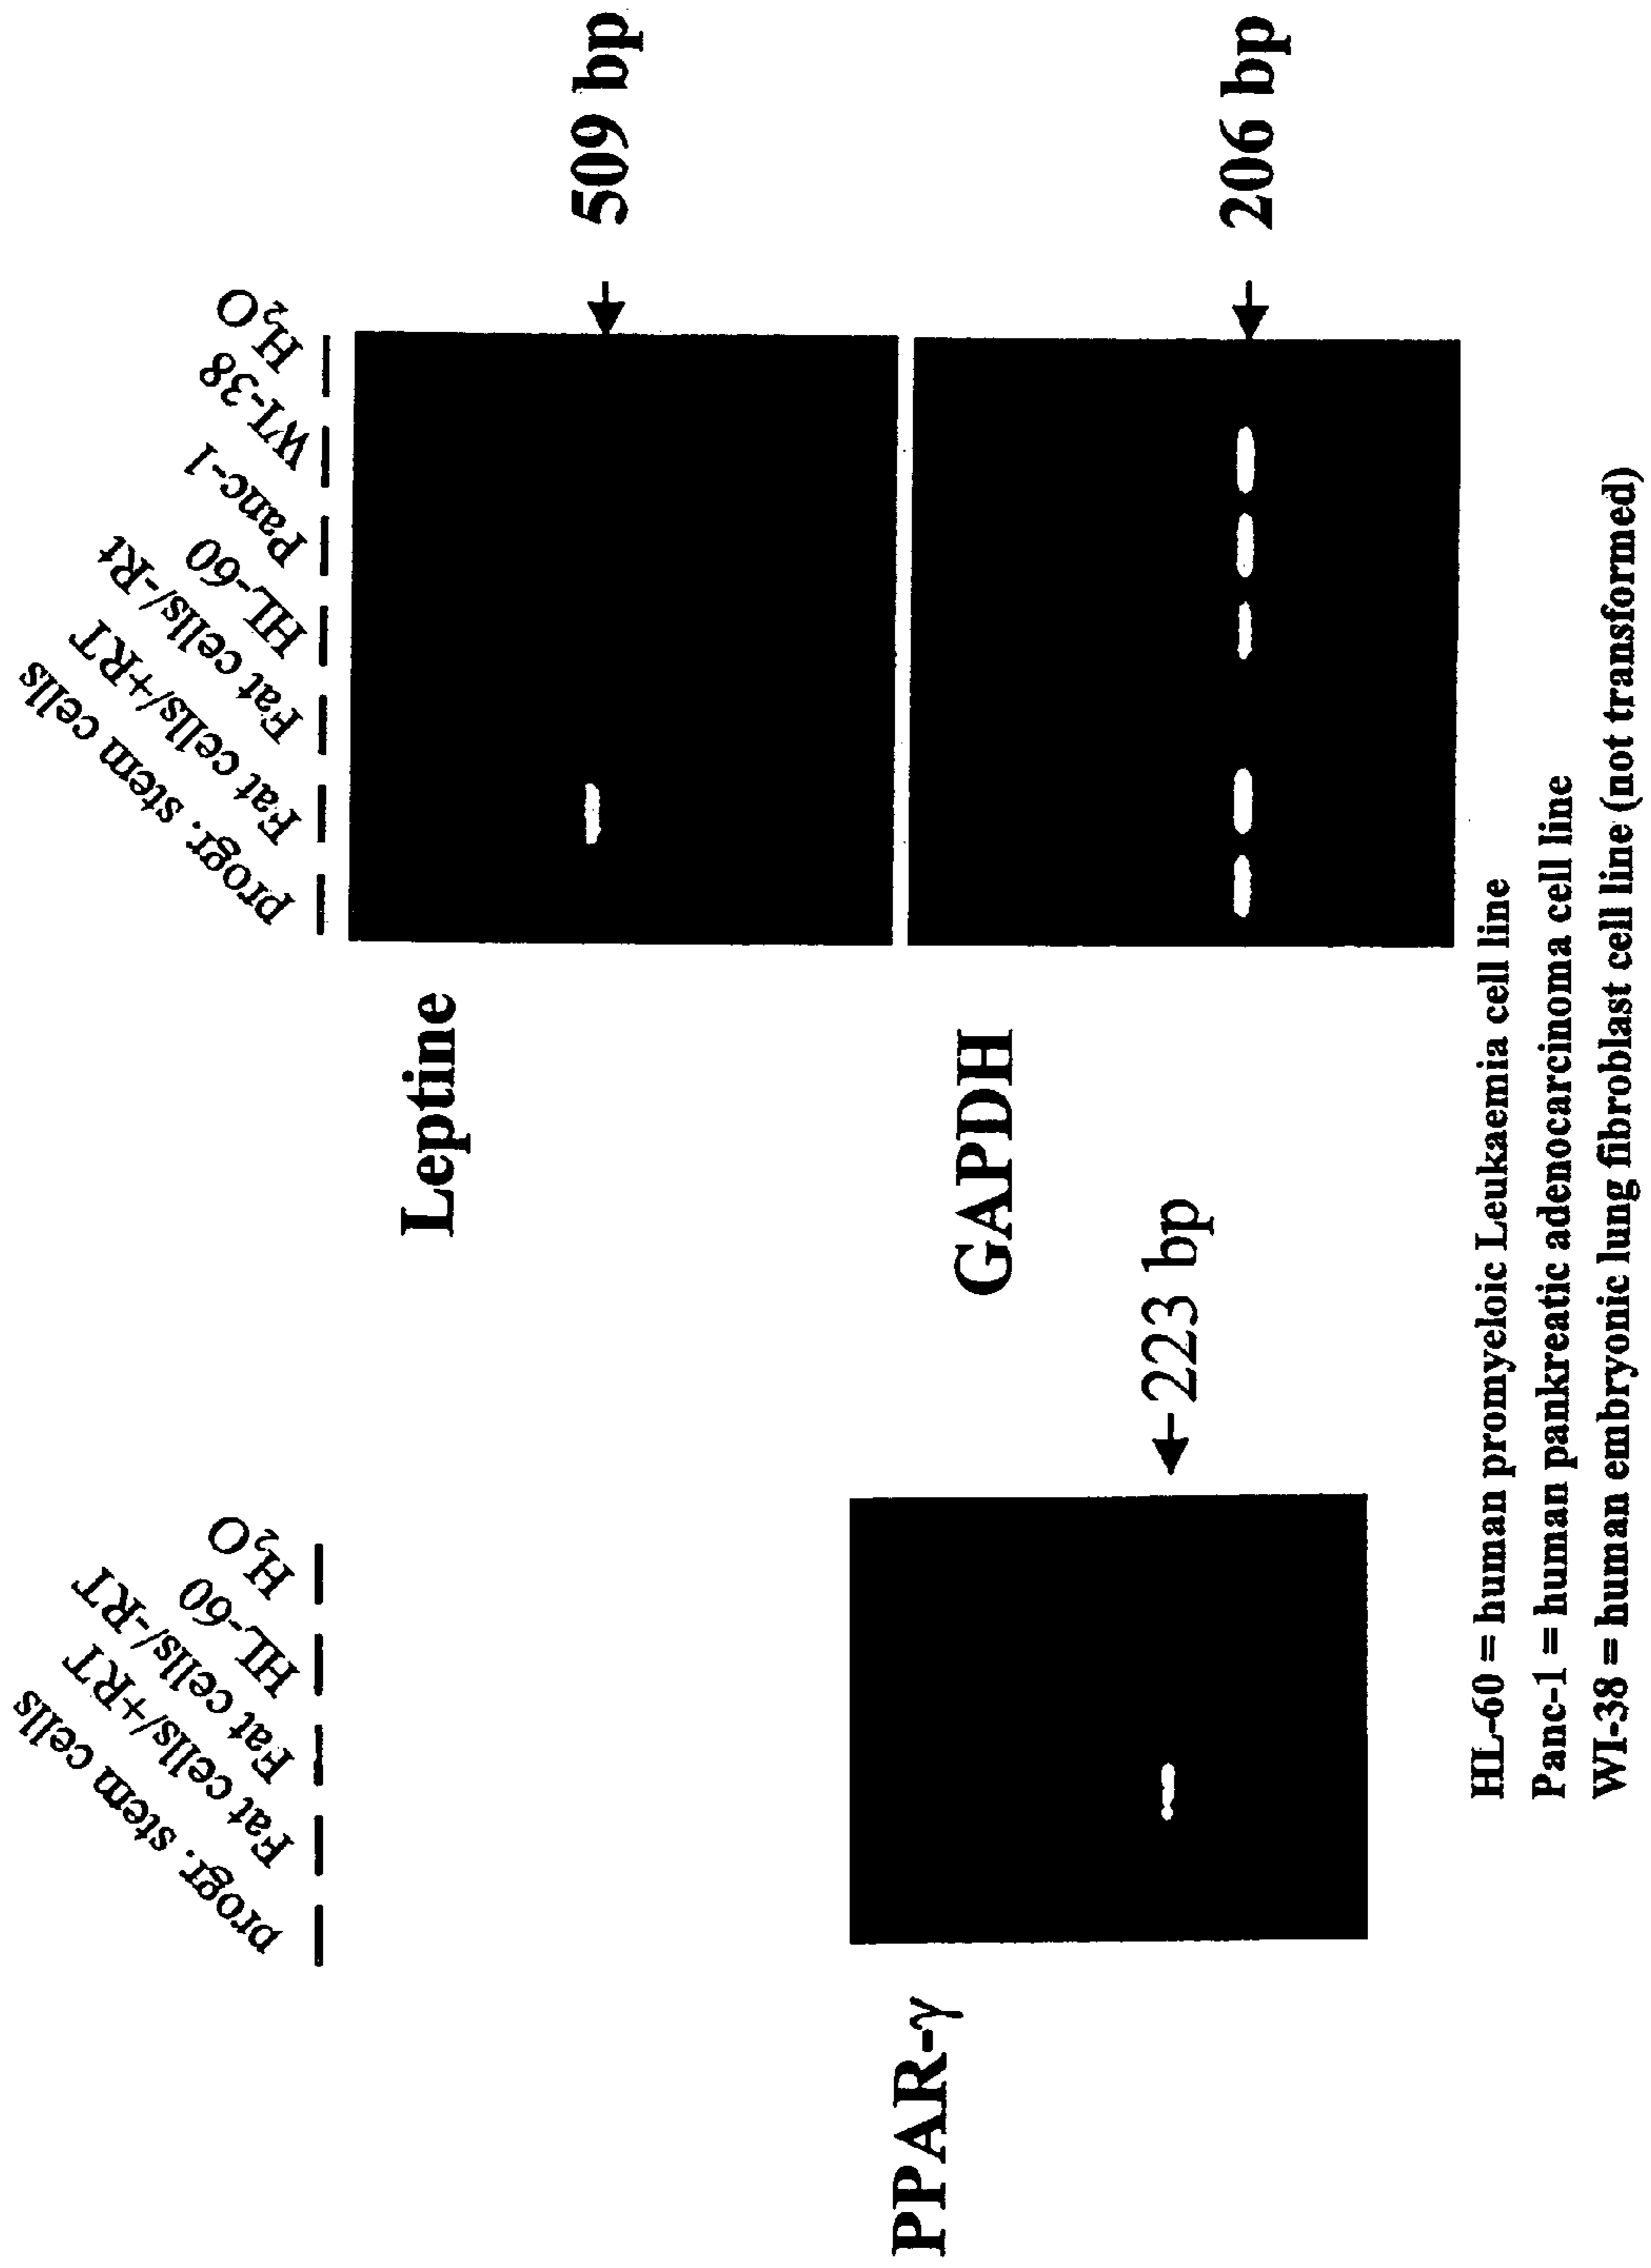 progr. stem cells
Fat cells/+RT
Fat cells/-RT
HL-60
H₂O
PPAR-γ
223 bp
progr. stem cells
Fat cells/+RT
Fat cells/-Rt
HL-60
Panc-1
WI-38
H₂O
Leptine
509 bp
GAPDH
206 bp
HL-60 = human promyeloic Leukaemia cell line
Panc-1 = human pankreatic adenocarcinoma cell line
WI-38 = human embryonic lung fibroblast cell line (not transformed)